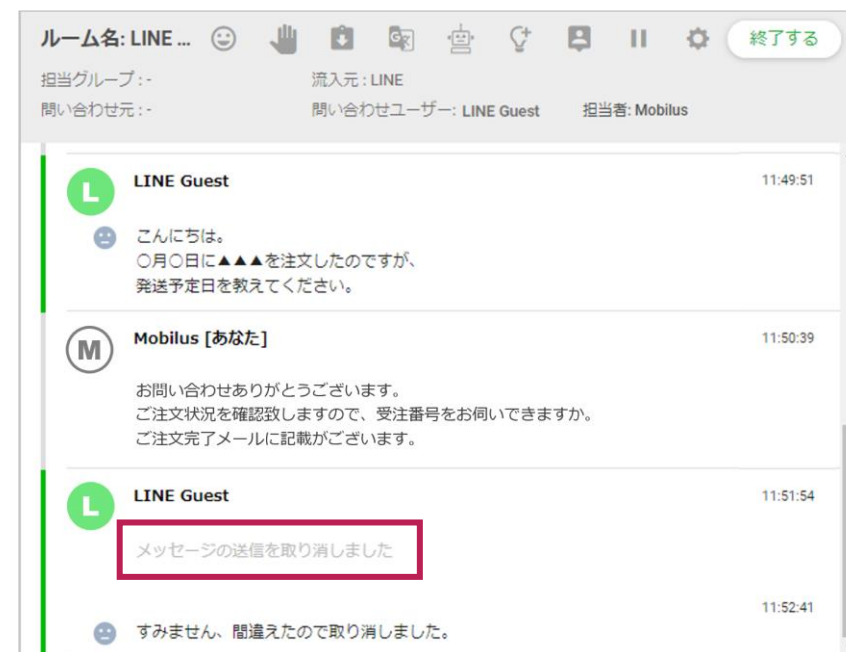 ルーム名: LINE ...
終了する
担当グループ : -
流入元 : LINE
問い合わせ元 : -
問い合わせユーザー: LINE Guest
担当者: Mobilus
L
LINE Guest
11:49:51
こんにちは。
〇月〇日に▲▲▲を注文したのですが、
発送予定日を教えてください。
M
Mobilus [あなた]
11:50:39
お問い合わせありがとうございます。
ご注文状況を確認致しますので、受注番号をお伺いできますか。
ご注文完了メールに記載がございます。
L
LINE Guest
11:51:54
メッセージの送信を取り消しました
11:52:41
すみません、間違えたので取り消しました。